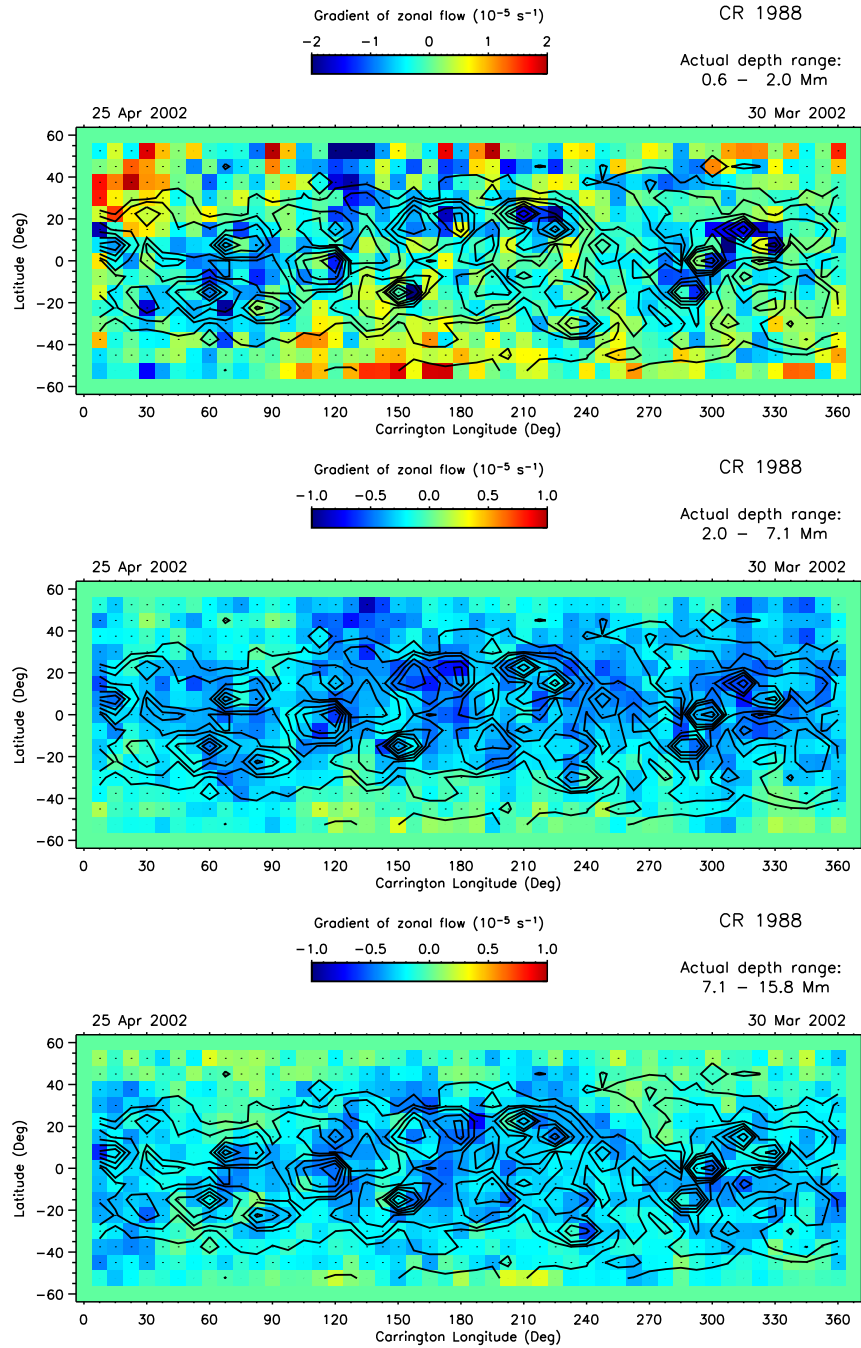 Gradient of zonal flow (10⁻⁵ s⁻¹)
CR 1988
−2 −1 0 1 2
Actual depth range:
0.6 − 2.0 Mm
25 Apr 2002
30 Mar 2002
60
40
20
0
−20
−40
−60
Latitude (Deg)
0 30 60 90 120 150 180 210 240 270 300 330 360
Carrington Longitude (Deg)
Gradient of zonal flow (10⁻⁵ s⁻¹)
CR 1988
−1.0 −0.5 0.0 0.5 1.0
Actual depth range:
2.0 − 7.1 Mm
25 Apr 2002
30 Mar 2002
60
40
20
0
−20
−40
−60
Latitude (Deg)
0 30 60 90 120 150 180 210 240 270 300 330 360
Carrington Longitude (Deg)
Gradient of zonal flow (10⁻⁵ s⁻¹)
CR 1988
−1.0 −0.5 0.0 0.5 1.0
Actual depth range:
7.1 − 15.8 Mm
25 Apr 2002
30 Mar 2002
60
40
20
0
−20
−40
−60
Latitude (Deg)
0 30 60 90 120 150 180 210 240 270 300 330 360
Carrington Longitude (Deg)